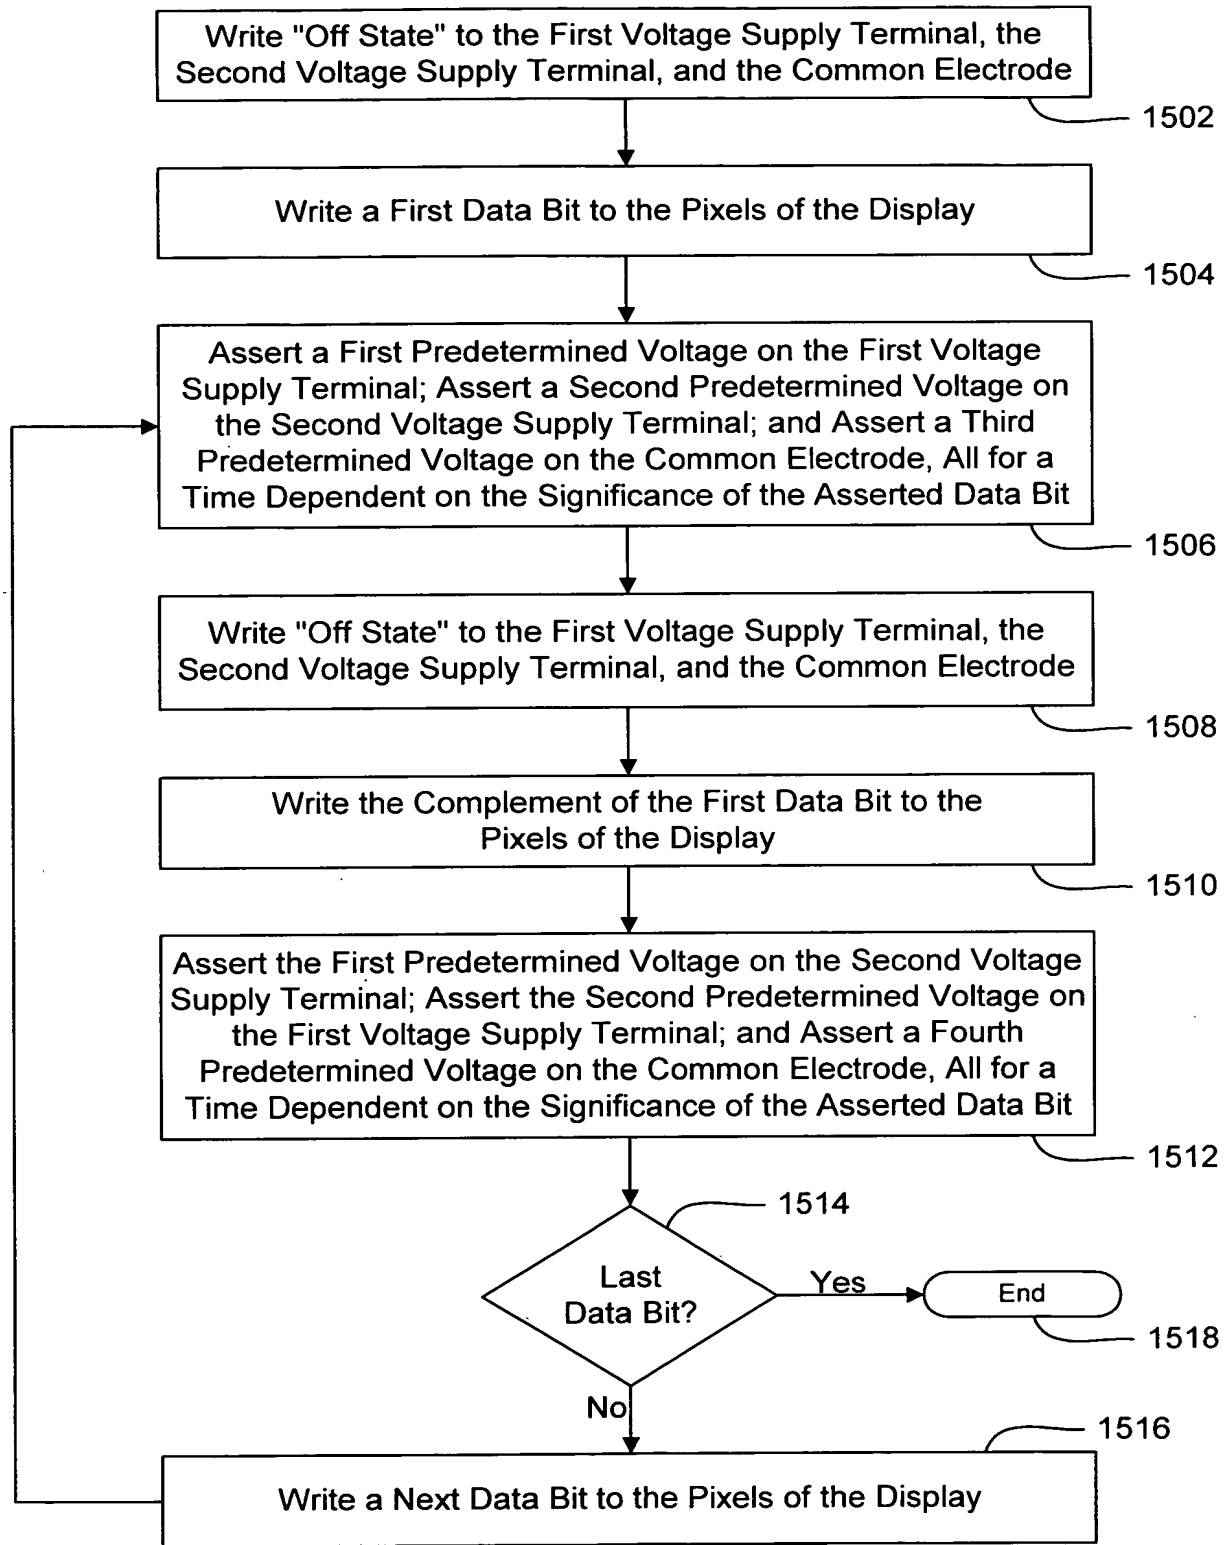 Write "Off State" to the First Voltage Supply Terminal, the
Second Voltage Supply Terminal, and the Common Electrode
1502
Write a First Data Bit to the Pixels of the Display
1504
Assert a First Predetermined Voltage on the First Voltage
Supply Terminal; Assert a Second Predetermined Voltage on
the Second Voltage Supply Terminal; and Assert a Third
Predetermined Voltage on the Common Electrode, All for a
Time Dependent on the Significance of the Asserted Data Bit
1506
Write "Off State" to the First Voltage Supply Terminal, the
Second Voltage Supply Terminal, and the Common Electrode
1508
Write the Complement of the First Data Bit to the
Pixels of the Display
1510
Assert the First Predetermined Voltage on the Second Voltage
Supply Terminal; Assert the Second Predetermined Voltage on
the First Voltage Supply Terminal; and Assert a Fourth
Predetermined Voltage on the Common Electrode, All for a
Time Dependent on the Significance of the Asserted Data Bit
1512
1514
Last
Data Bit?
Yes
End
1518
No
1516
Write a Next Data Bit to the Pixels of the Display